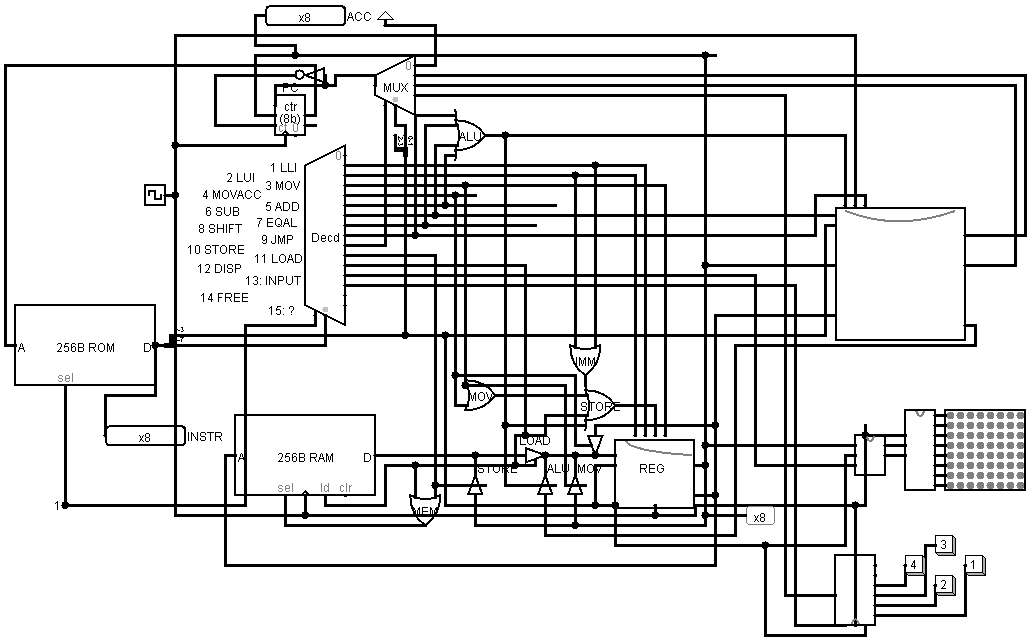 x8 ACC
0
MUX
PC
ctr
(8b)
ct 0
ALU
0
1 LLI
2 LUI
3 MOV
4 MOVACC
5 ADD
6 SUB
7 EQAL
8 SHIFT
9 JMP
Decd
10 STORE
11 LOAD
12 DISP
13: INPUT
14 FREE
15: ?
A 256B ROM D
sel
IMM
MOV
STORE
x8 INSTR
LOAD
A 256B RAM D
STORE
ALU
MOV
REG
sel ld clr
1
MEM
x8
3
4
1
2